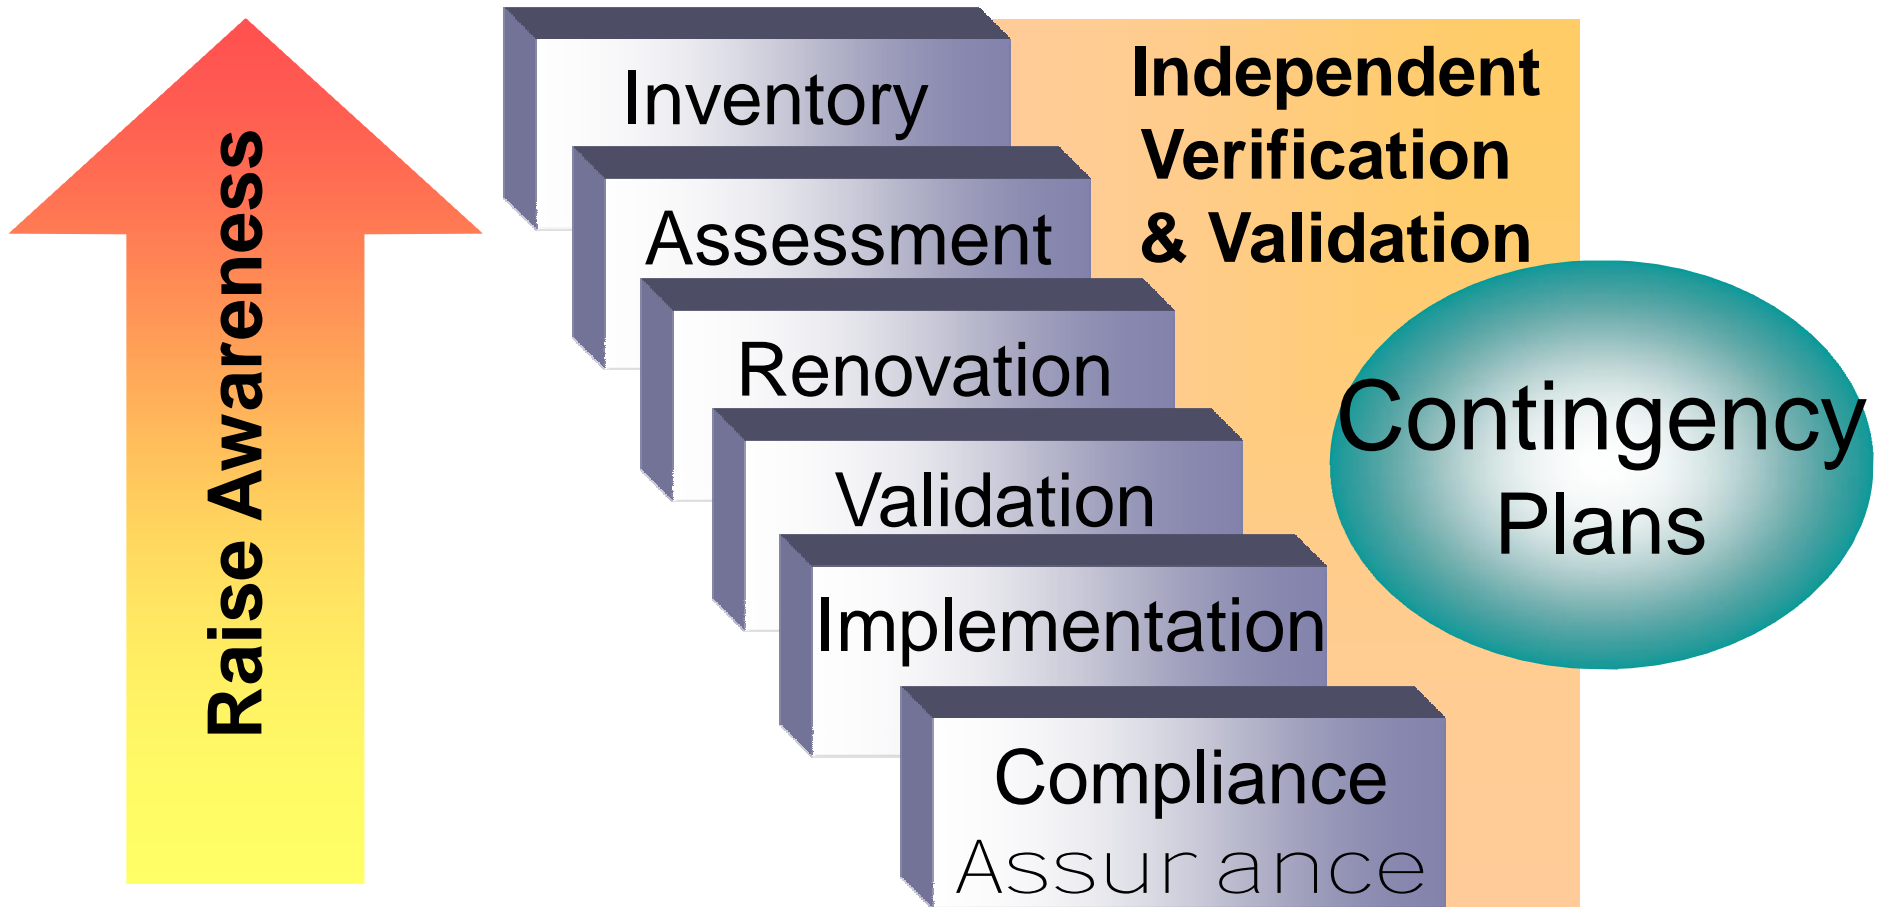 Raise Awareness
Inventory
Assessment
Renovation
Validation
Implementation
Compliance
Assurance
Independent
Verification
& Validation
Contingency
Plans